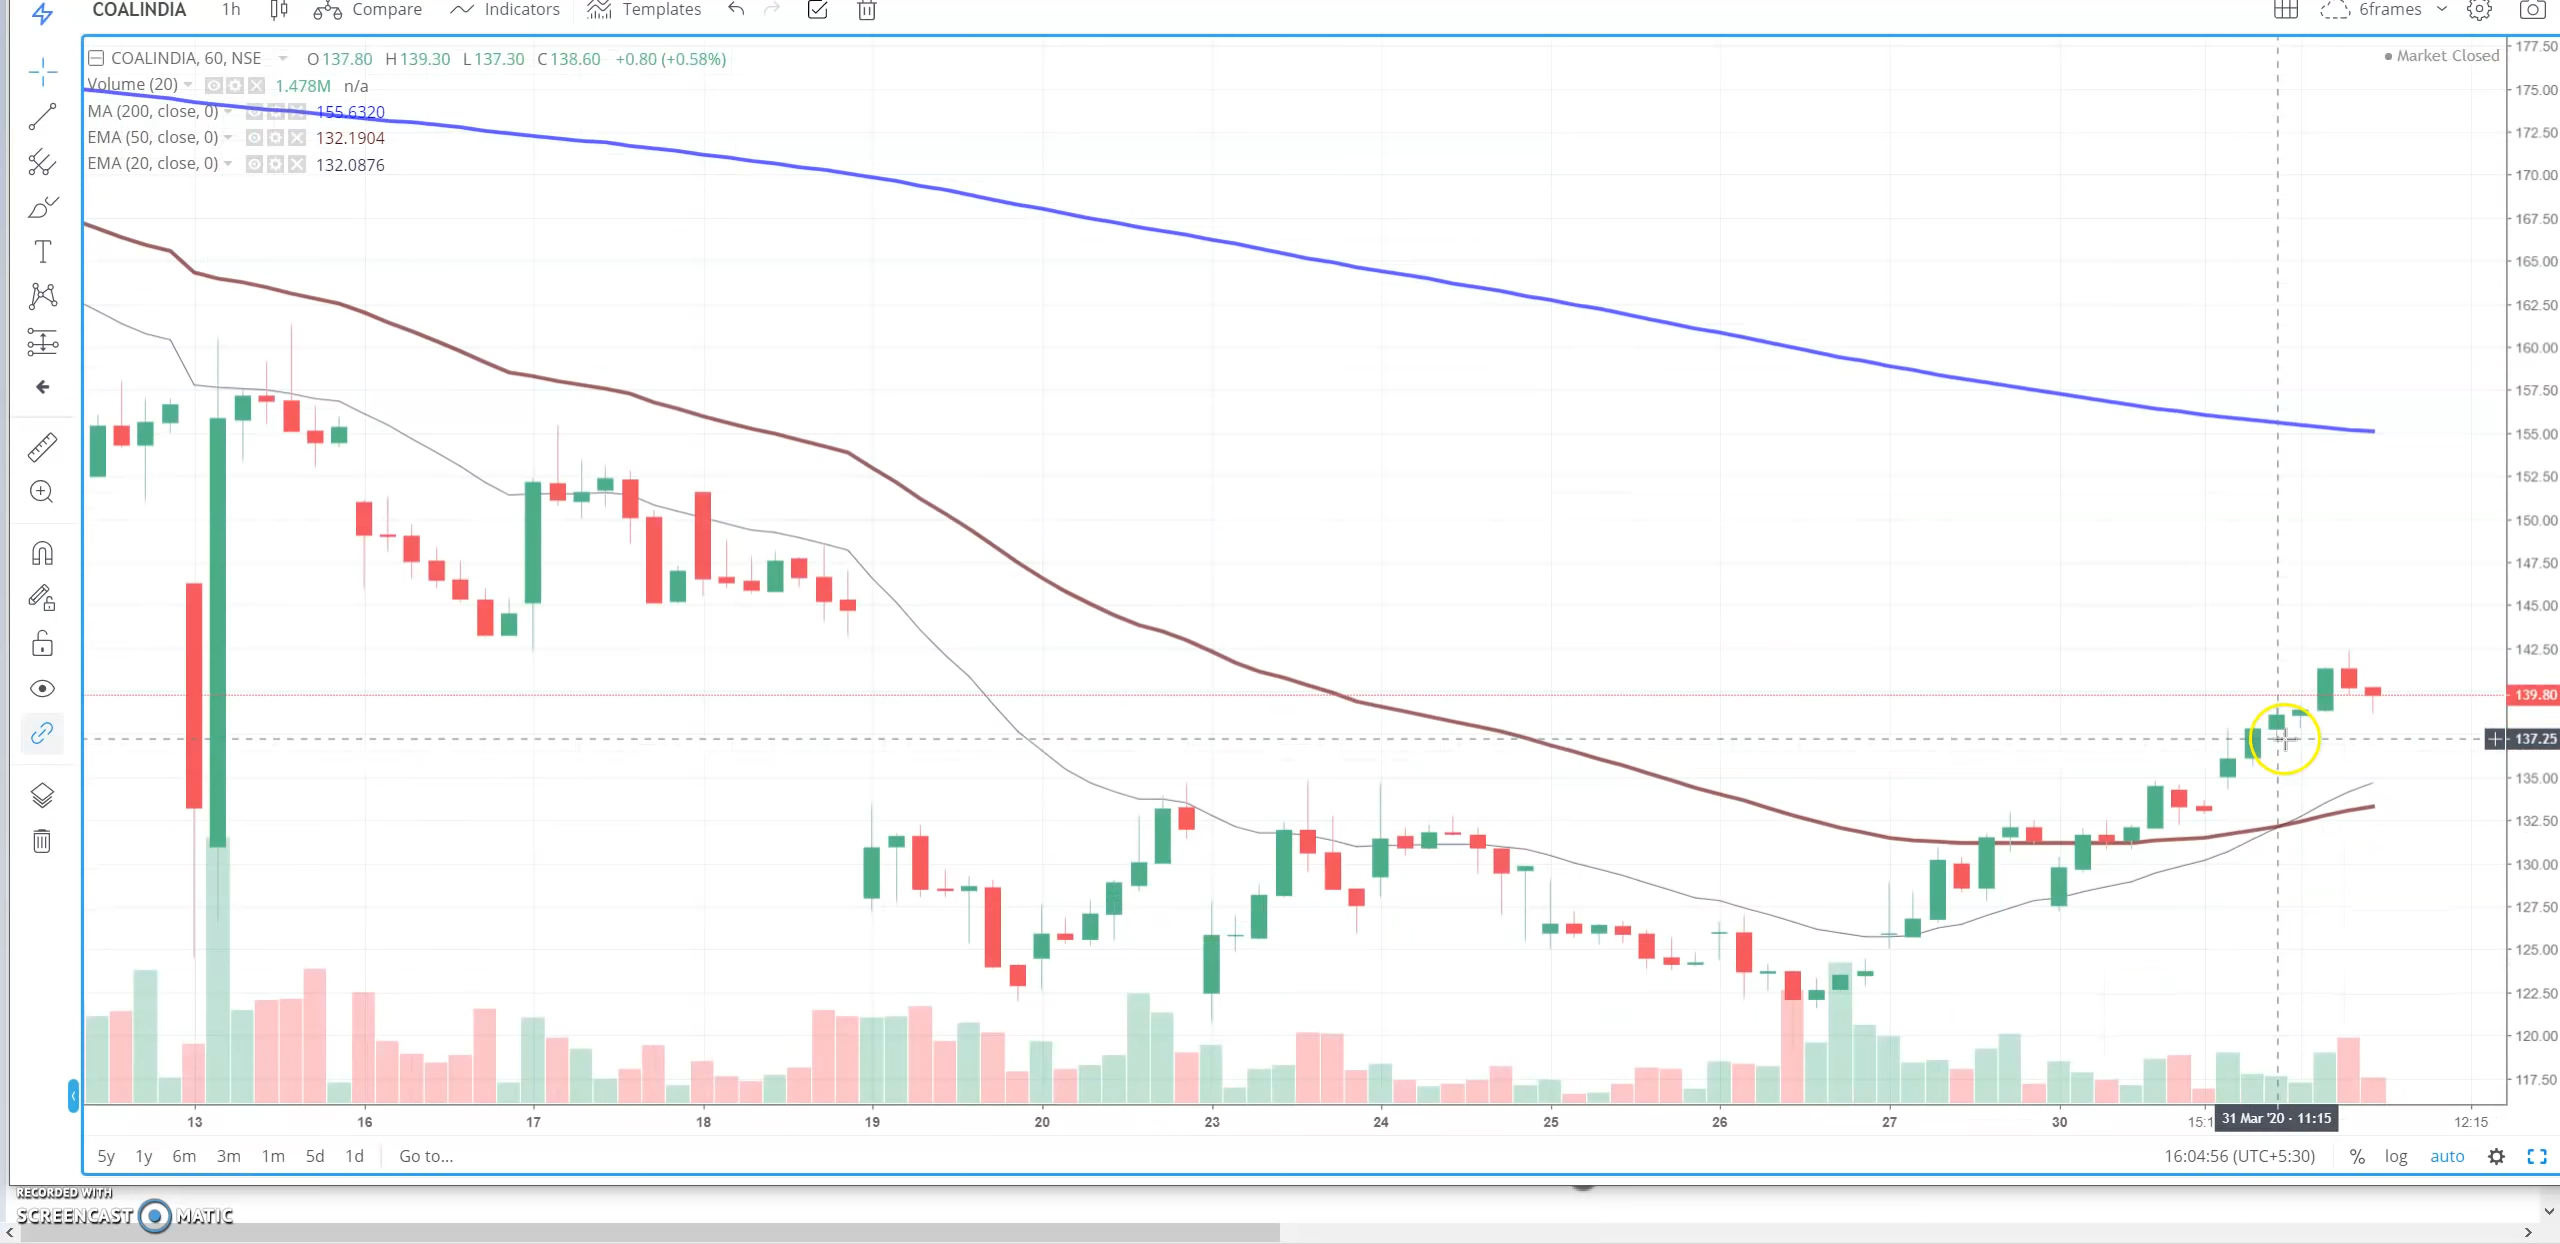 COALINDIA 1h Compare Indicators Templates 6frames
COALINDIA, 60, NSE O137.80 H139.30 L137.30 C138.60 +0.80 (+0.58%)
Market Closed
Volume (20) 1.478M n/a
MA (200, close, 0) 155.6320
EMA (50, close, 0) 132.1904
EMA (20, close, 0) 132.0876
177.50
175.00
172.50
170.00
167.50
165.00
162.50
160.00
157.50
155.00
152.50
150.00
147.50
145.00
142.50
139.80
137.25
135.00
132.50
130.00
127.50
125.00
122.50
120.00
117.50
13 16 17 18 19 20 23 24 25 26 27 30 15:1 31 Mar '20 - 11:15 12:15
5y 1y 6m 3m 1m 5d 1d Go to... 16:04:56 (UTC+5:30) % log auto
RECORDED WITH
SCREENCAST MATIC